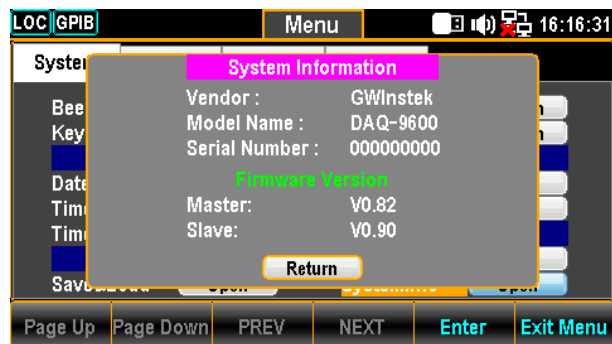 LOC GPIB Menu 16:16:31
System Information
Vendor : GWInstek
Model Name : DAQ-9600
Serial Number : 000000000
Firmware Version
Master: V0.82
Slave: V0.90
Return
Page Up Page Down PREV NEXT Enter Exit Menu